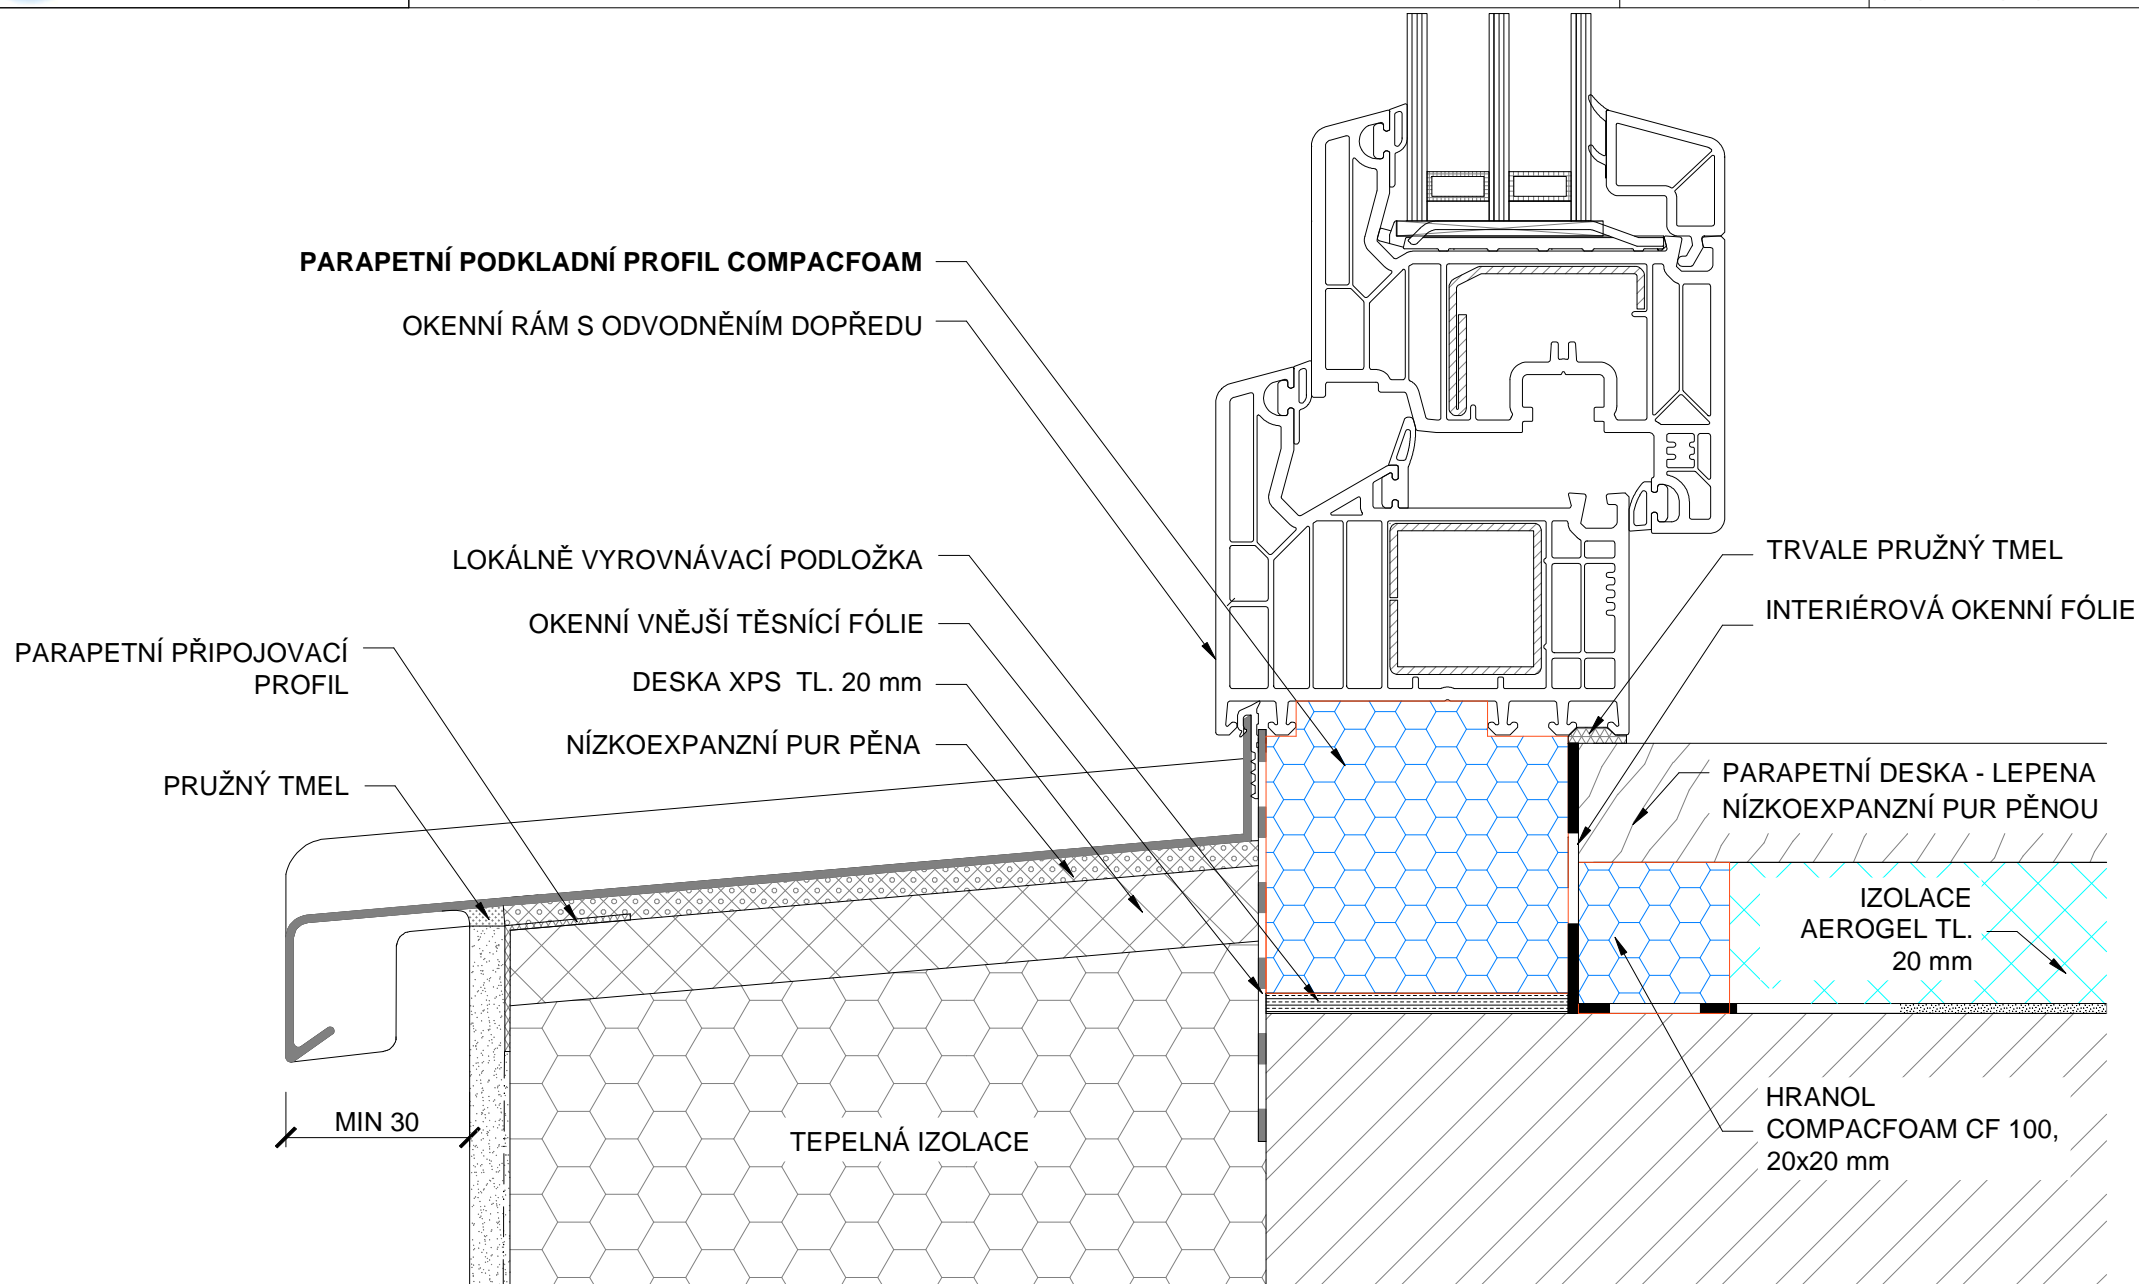 PARAPETNÍ PODKLADNÍ PROFIL COMPACFOAM
OKENNÍ RÁM S ODVODNĚNÍM DOPŘEDU
LOKÁLNĚ VYROVNÁVACÍ PODLOŽKA
OKENNÍ VNĚJŠÍ TĚSNÍCÍ FÓLIE
PARAPETNÍ PŘIPOJOVACÍ
PROFIL
DESKA XPS  TL. 20 mm
NÍZKOEXPANZNÍ PUR PĚNA
PRUŽNÝ TMEL
TRVALE PRUŽNÝ TMEL
INTERIÉROVÁ OKENNÍ FÓLIE
PARAPETNÍ DESKA - LEPENA
NÍZKOEXPANZNÍ PUR PĚNOU
IZOLACE
AEROGEL TL.
20 mm
HRANOL
COMPACFOAM CF 100,
20x20 mm
MIN 30
TEPELNÁ IZOLACE